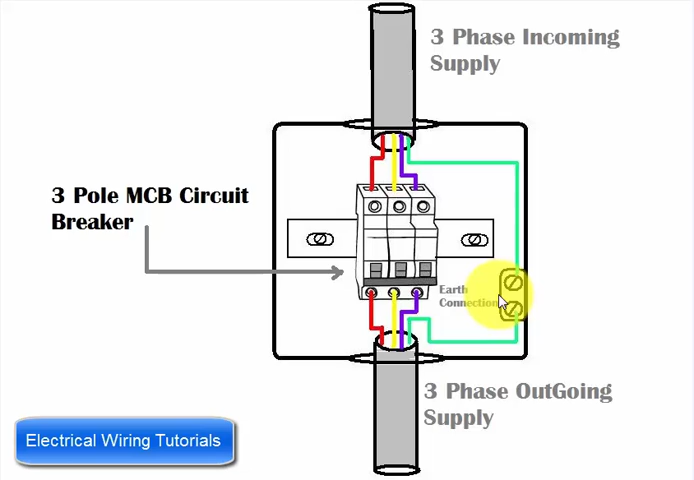 3 Phase Incoming
Supply
3 Pole MCB Circuit
Breaker
Earth
Connection
3 Phase OutGoing
Supply
Electrical Wiring Tutorials